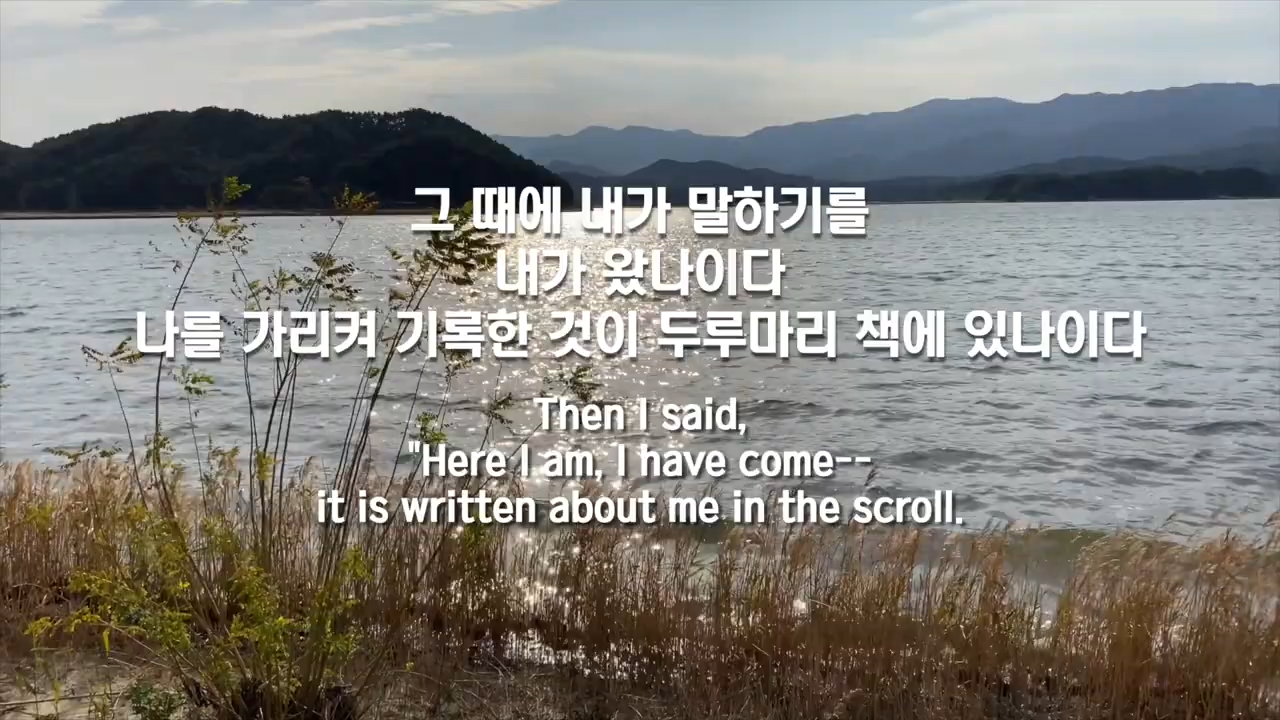 그 때에 내가 말하기를
내가 왔나이다
나를 가리켜 기록한 것이 두루마리 책에 있나이다
Then I said,
"Here I am, I have come--
it is written about me in the scroll.